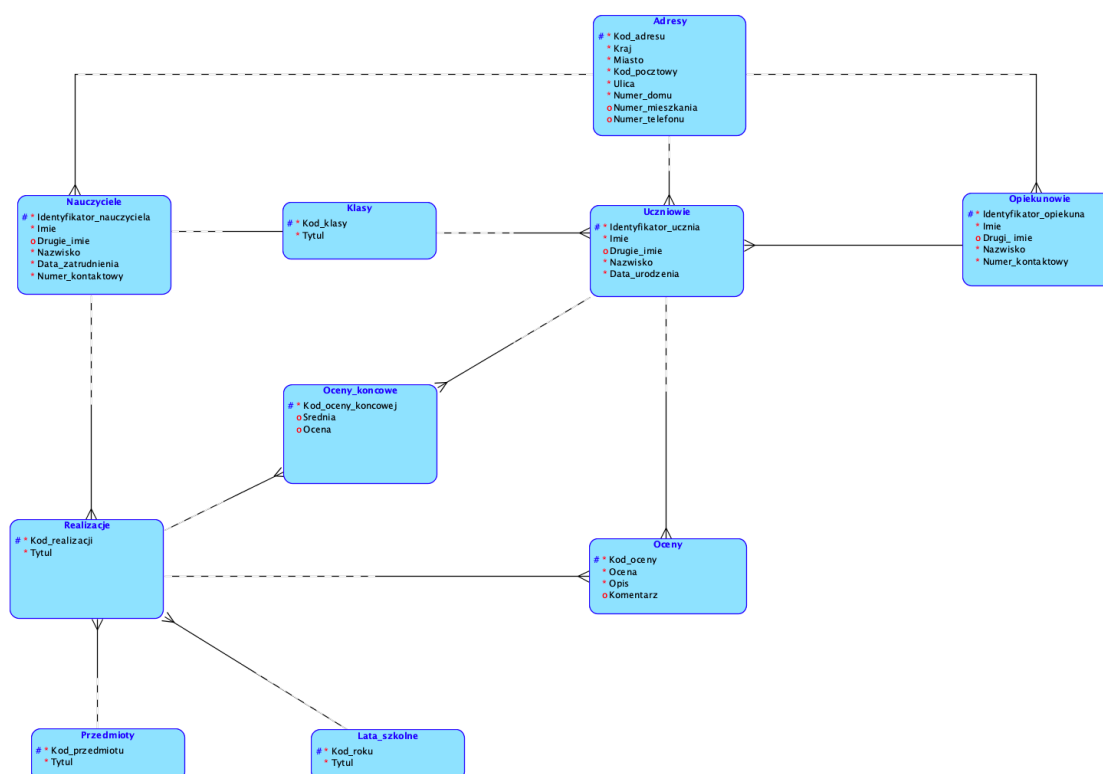 Adresy
# * Kod_adresu
* Kraj
* Miasto
* Kod_pocztowy
* Ulica
* Numer_domu
o Numer_mieszkania
o Numer_telefonu
Nauczyciele
# * Identyfikator_nauczyciela
* Imie
o Drugie_imie
* Nazwisko
* Data_zatrudnienia
* Numer_kontaktowy
Klasy
# * Kod_klasy
* Tytul
Uczniowie
# * Identyfikator_ucznia
* Imie
o Drugie_imie
* Nazwisko
* Data_urodzenia
Opiekunowie
# * Identyfikator_opiekuna
* Imie
o Drugi_ imie
* Nazwisko
* Numer_kontaktowy
Oceny_koncowe
# * Kod_oceny_koncowej
o Srednia
o Ocena
Realizacje
# * Kod_realizacji
* Tytul
Oceny
# * Kod_oceny
* Ocena
* Opis
o Komentarz
Przedmioty
# * Kod_przedmiotu
* Tytul
Lata_szkolne
# * Kod_roku
* Tytul